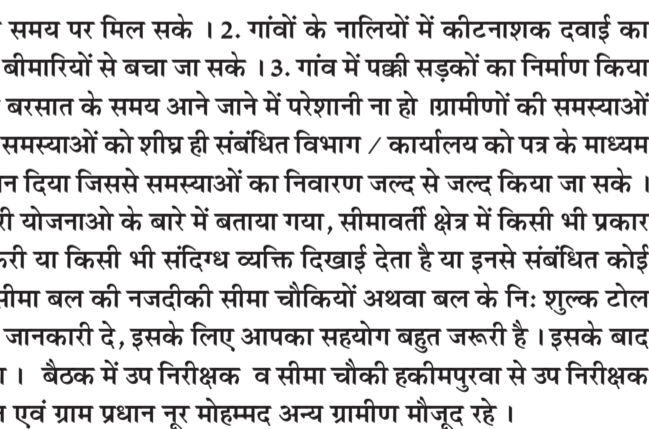 समय पर मिल सके । 2. गांवों के नालियों में कीटनाशक दवाई का
बीमारियों से बचा जा सके । 3. गांव में पक्की सड़कों का निर्माण किया
बरसात के समय आने जाने में परेशानी ना हो ।ग्रामीणों की समस्याओं
समस्याओं को शीघ्र ही संबंधित विभाग / कार्यालय को पत्र के माध्यम
न दिया जिससे समस्याओं का निवारण जल्द से जल्द किया जा सके ।
री योजनाओ के बारे में बताया गया, सीमावर्ती क्षेत्र में किसी भी प्रकार
करी या किसी भी संदिग्ध व्यक्ति दिखाई देता है या इनसे संबंधित कोई
सीमा बल की नजदीकी सीमा चौकियों अथवा बल के नि: शुल्क टोल
जानकारी दे, इसके लिए आपका सहयोग बहुत जरूरी है । इसके बाद
। बैठक में उप निरीक्षक व सीमा चौकी हकीमपुरवा से उप निरीक्षक
एवं ग्राम प्रधान नूर मोहम्मद अन्य ग्रामीण मौजूद रहे ।